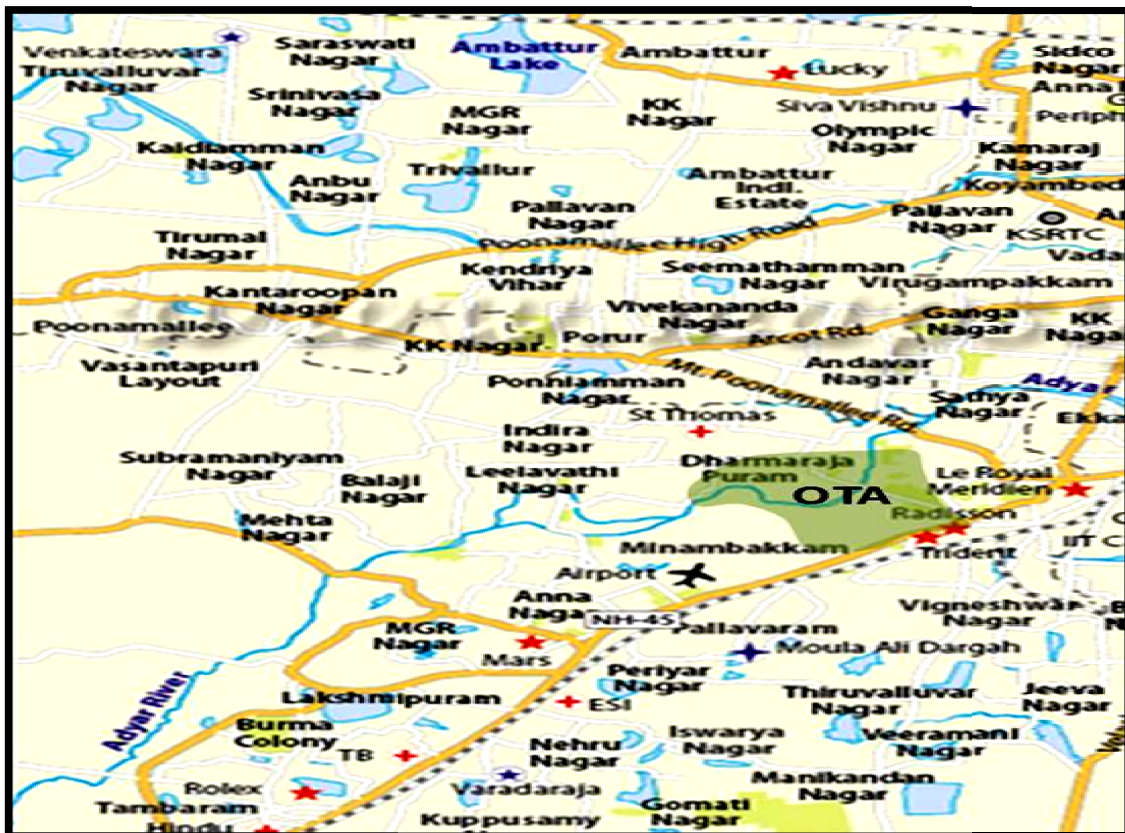 Venkateswara
Tiruvalluvar
Nagar
Saraswati
Nagar
Ambattur
Lake
Ambattur
Lucky
Sidco
Nagar
Srinivasa
Nagar
MGR
Nagar
KK
Nagar
Siva Vishnu
Olympic
Nagar
Anna
Periph
Kamaraj
Nagar
Nagar
Anbu
Nagar
Trivallur
Ambattur
Indl.
Estate
Koyambed
Pallavan
Nagar
Pallavan
Nagar
KSRTC
Vada
Tirumal
Nagar
Poonamallee High Road
Kendriya
Vihar
Seemathamman
Nagar
Virugampakkam
Kantaroopan
Nagar
Vivekananda
Nagar
Ganga
Nagar
KK
Naga
Poonamallee
KK Nagar
Porur
Arcot Rd.
Vasantapuri
Layout
Ponniamman
Nagar
Mt. Poonamallee Rd.
Andavar
Nagar
Adyar
Sathya
Nagar
Ekka
St Thomas
Indira
Nagar
Subramaniyam
Nagar
Balaji
Nagar
Leelavathi
Nagar
Dharmaraja
Puram
OTA
Le Royal
Meridien
Radisson
Trident
IIT C
Mehta
Nagar
Minambakkam
Airport
Anna
Nagar
NH-45
Pallavaram
Vigneshwar
Nagar
MGR
Nagar
Mars
Moula Ali Dargah
Periyar
Nagar
Adyar River
Lakshmipuram
ESI
Thiruvalluvar
Nagar
Jeeva
Nagar
Burma
Colony
TB
Nehru
Nagar
Iswarya
Nagar
Veeramani
Nagar
Rolex
Varadaraja
Manikandan
Nagar
Tambaram
Hindu
Kuppusamy
Gomati
Nagar